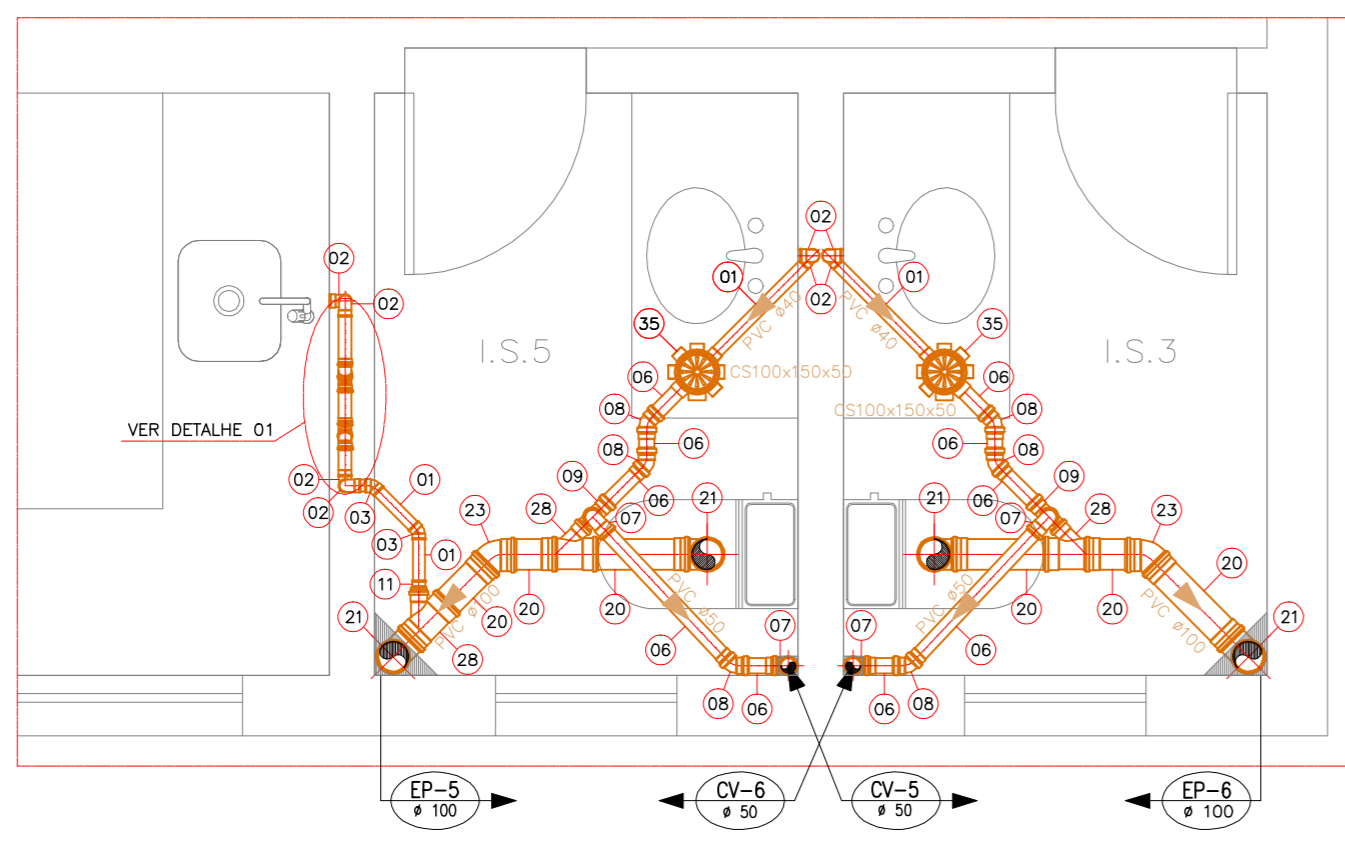 02
02
01
01
02
02
PVC ø40
PVC ø40
35
35
I.S.5
I.S.3
CS100x150x50
CS100x150x50
06
06
08
08
VER DETALHE 01
06
06
08
08
02
01
09
06
06
09
02
03
23
28
07
21
21
07
28
23
03
01
11
20
20
20
20
20
20
PVC ø100
PVC ø50
PVC ø50
PVC ø100
21
28
06
07
07
06
21
08
06
06
08
EP-5
ø 100
CV-6
ø 50
CV-5
ø 50
EP-6
ø 100